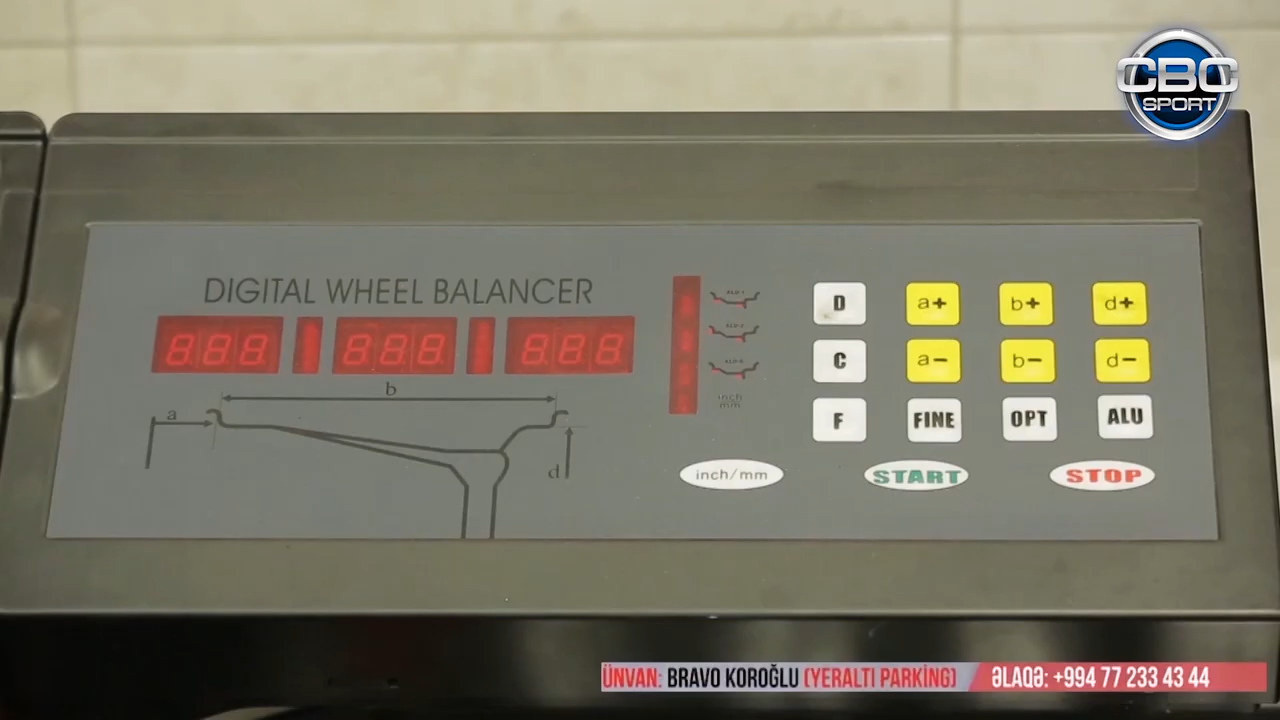 CBC
SPORT
DIGITAL WHEEL BALANCER
888 888 888
b
a
d
inch
mm
inch/mm
D a+ b+ d+
C a- b- d-
F FINE OPT ALU
START STOP
ÜNVAN: BRAVO KOROĞLU (YERALTI PARKİNG) ƏLAQƏ: +994 77 233 43 44